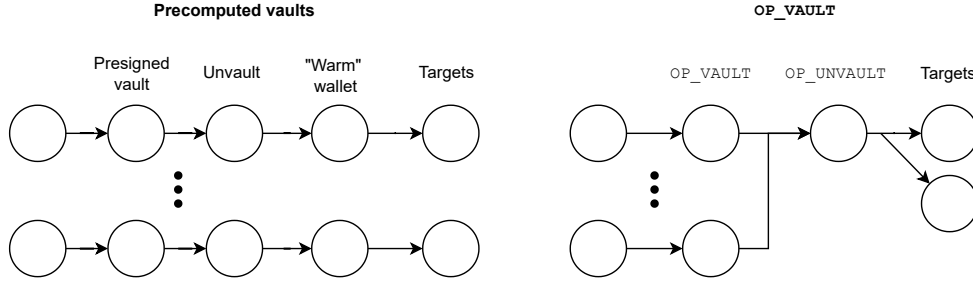 Precomputed vaults
OP_VAULT
Presigned
vault
Unvault
"Warm"
wallet
Targets
OP_VAULT
OP_UNVAULT
Targets